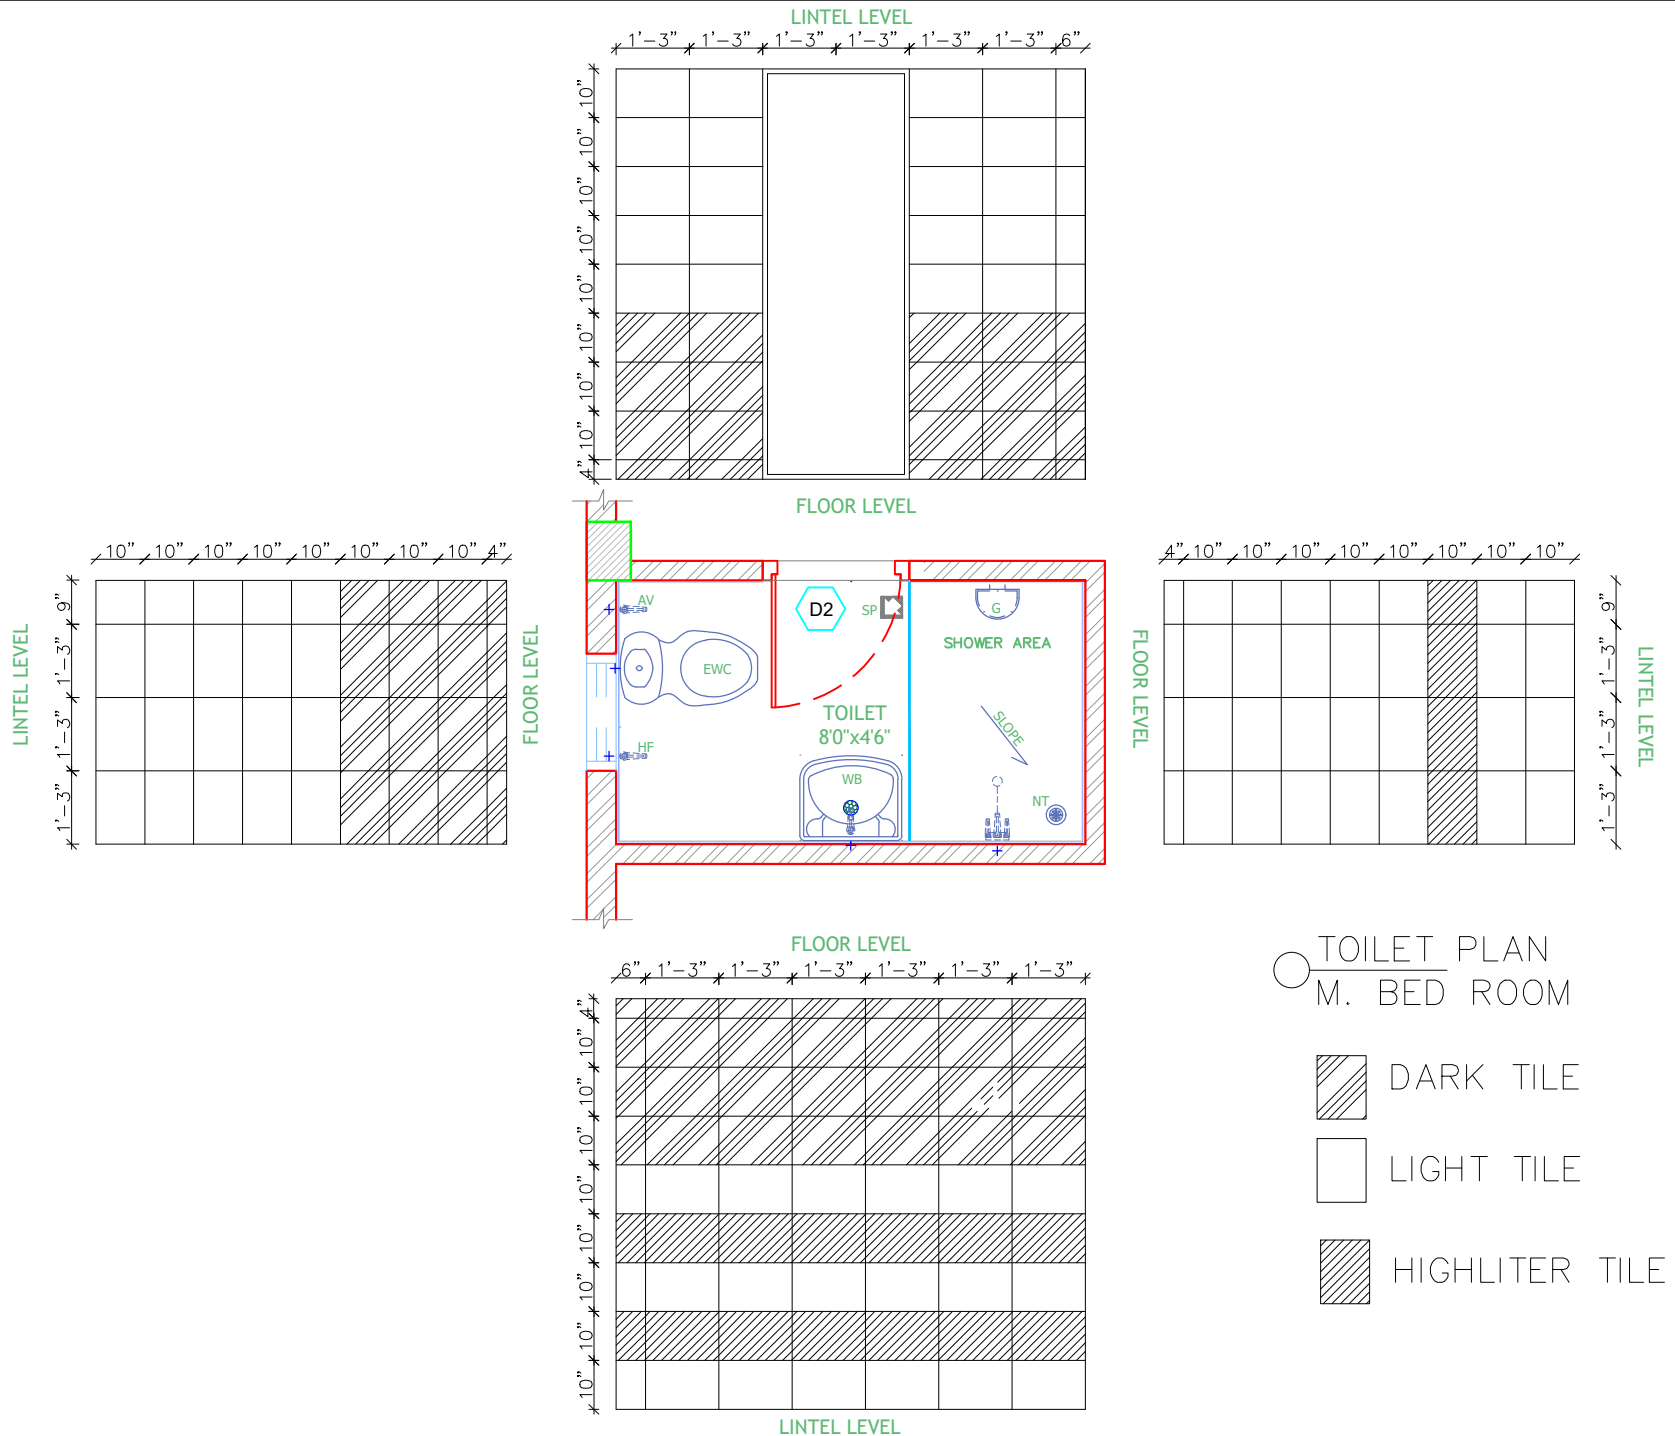 LINTEL LEVEL
1'-3" 1'-3" 1'-3" 1'-3" 1'-3" 1'-3" 6"
10"
10"
10"
10"
10"
10"
10"
10"
4"
FLOOR LEVEL
10" 10" 10" 10" 10" 10" 10" 10" 4"
9"
1'-3"
1'-3"
1'-3"
LINTEL LEVEL
FLOOR LEVEL
AV
D2
SP
G
SHOWER AREA
EWC
TOILET
8'0"x4'6"
SLOPE
HF
WB
NT
4" 10" 10" 10" 10" 10" 10" 10" 10"
9"
1'-3"
1'-3"
1'-3"
FLOOR LEVEL
LINTEL LEVEL
FLOOR LEVEL
6" 1'-3" 1'-3" 1'-3" 1'-3" 1'-3" 1'-3"
4"
10"
10"
10"
10"
10"
10"
10"
10"
LINTEL LEVEL
TOILET PLAN
M. BED ROOM
DARK TILE
LIGHT TILE
HIGHLITER TILE